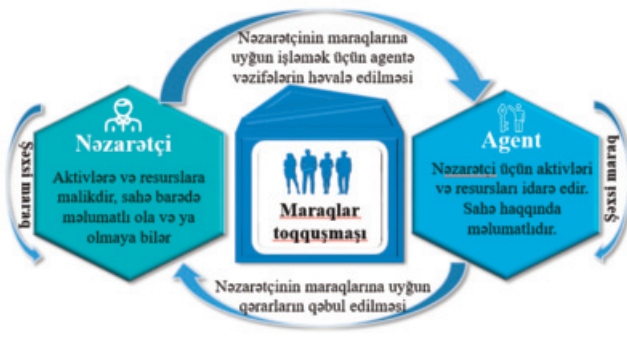 Nəzarətçinin maraqlarına
uyğun işləmək üçün agentə
vəzifələrin həvalə edilməsi
Şəxsi maraq
Nəzarətçi
Aktivlərə və resurslara
malikdir, sahə barədə
məlumatlı ola və ya
olmaya bilər
Maraqlar
toqquşması
Agent
Nəzarətci üçün aktivləri
və resursları idarə edir.
Sahə haqqında
məlumatlıdır.
Şəxsi maraq
Nəzarətçinin maraqlarına uyğun
qərarların qəbul edilməsi